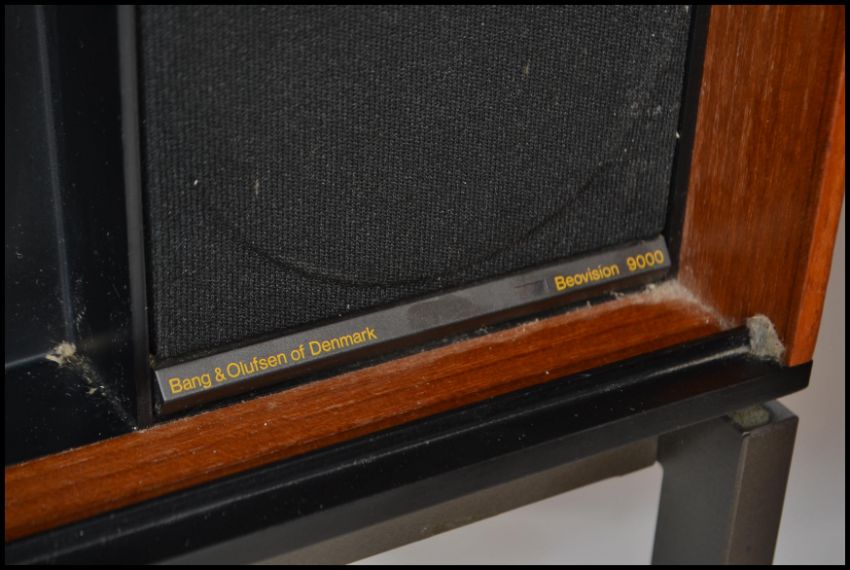 Bang & Olufsen of Denmark
Beovision 9000